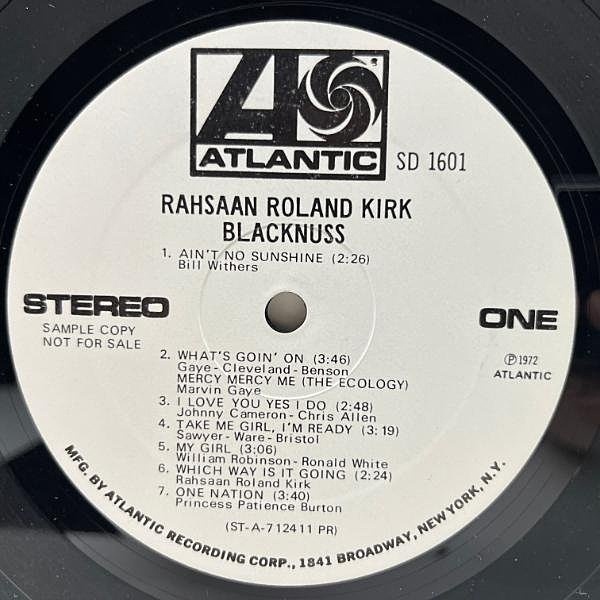 ATLANTIC
SD 1601
RAHSAAN ROLAND KIRK
BLACKNUSS
1. AIN'T NO SUNSHINE (2:26)
Bill Withers
STEREO
SAMPLE COPY
NOT FOR SALE
ONE
Ⓟ1972
ATLANTIC
2. WHAT'S GOIN' ON (3:46)
Gaye-Cleveland-Benson
MERCY MERCY ME (THE ECOLOGY)
Marvin Gaye
3. I LOVE YOU YES I DO (2:48)
Johnny Cameron-Chris Allen
4. TAKE ME GIRL, I'M READY (3:19)
Sawyer-Ware-Bristol
5. MY GIRL (3:06)
William Robinson-Ronald White
6. WHICH WAY IS IT GOING (2:24)
Rahsaan Roland Kirk
7. ONE NATION (3:40)
Princess Patience Burton
(ST-A-712411 PR)
MFG. BY ATLANTIC RECORDING CORP., 1841 BROADWAY, NEW YORK, N.Y.